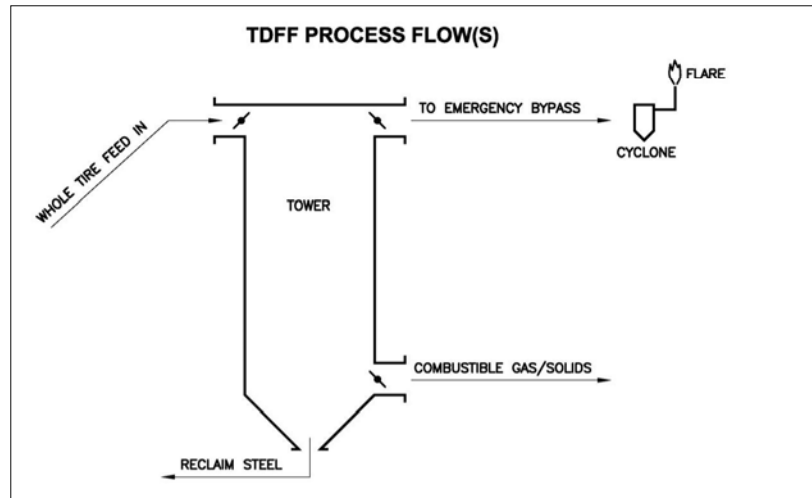 TDFF PROCESS FLOW(S)
FLARE
TO EMERGENCY BYPASS
CYCLONE
WHOLE TIRE FEED IN
TOWER
COMBUSTIBLE GAS/SOLIDS
RECLAIM STEEL